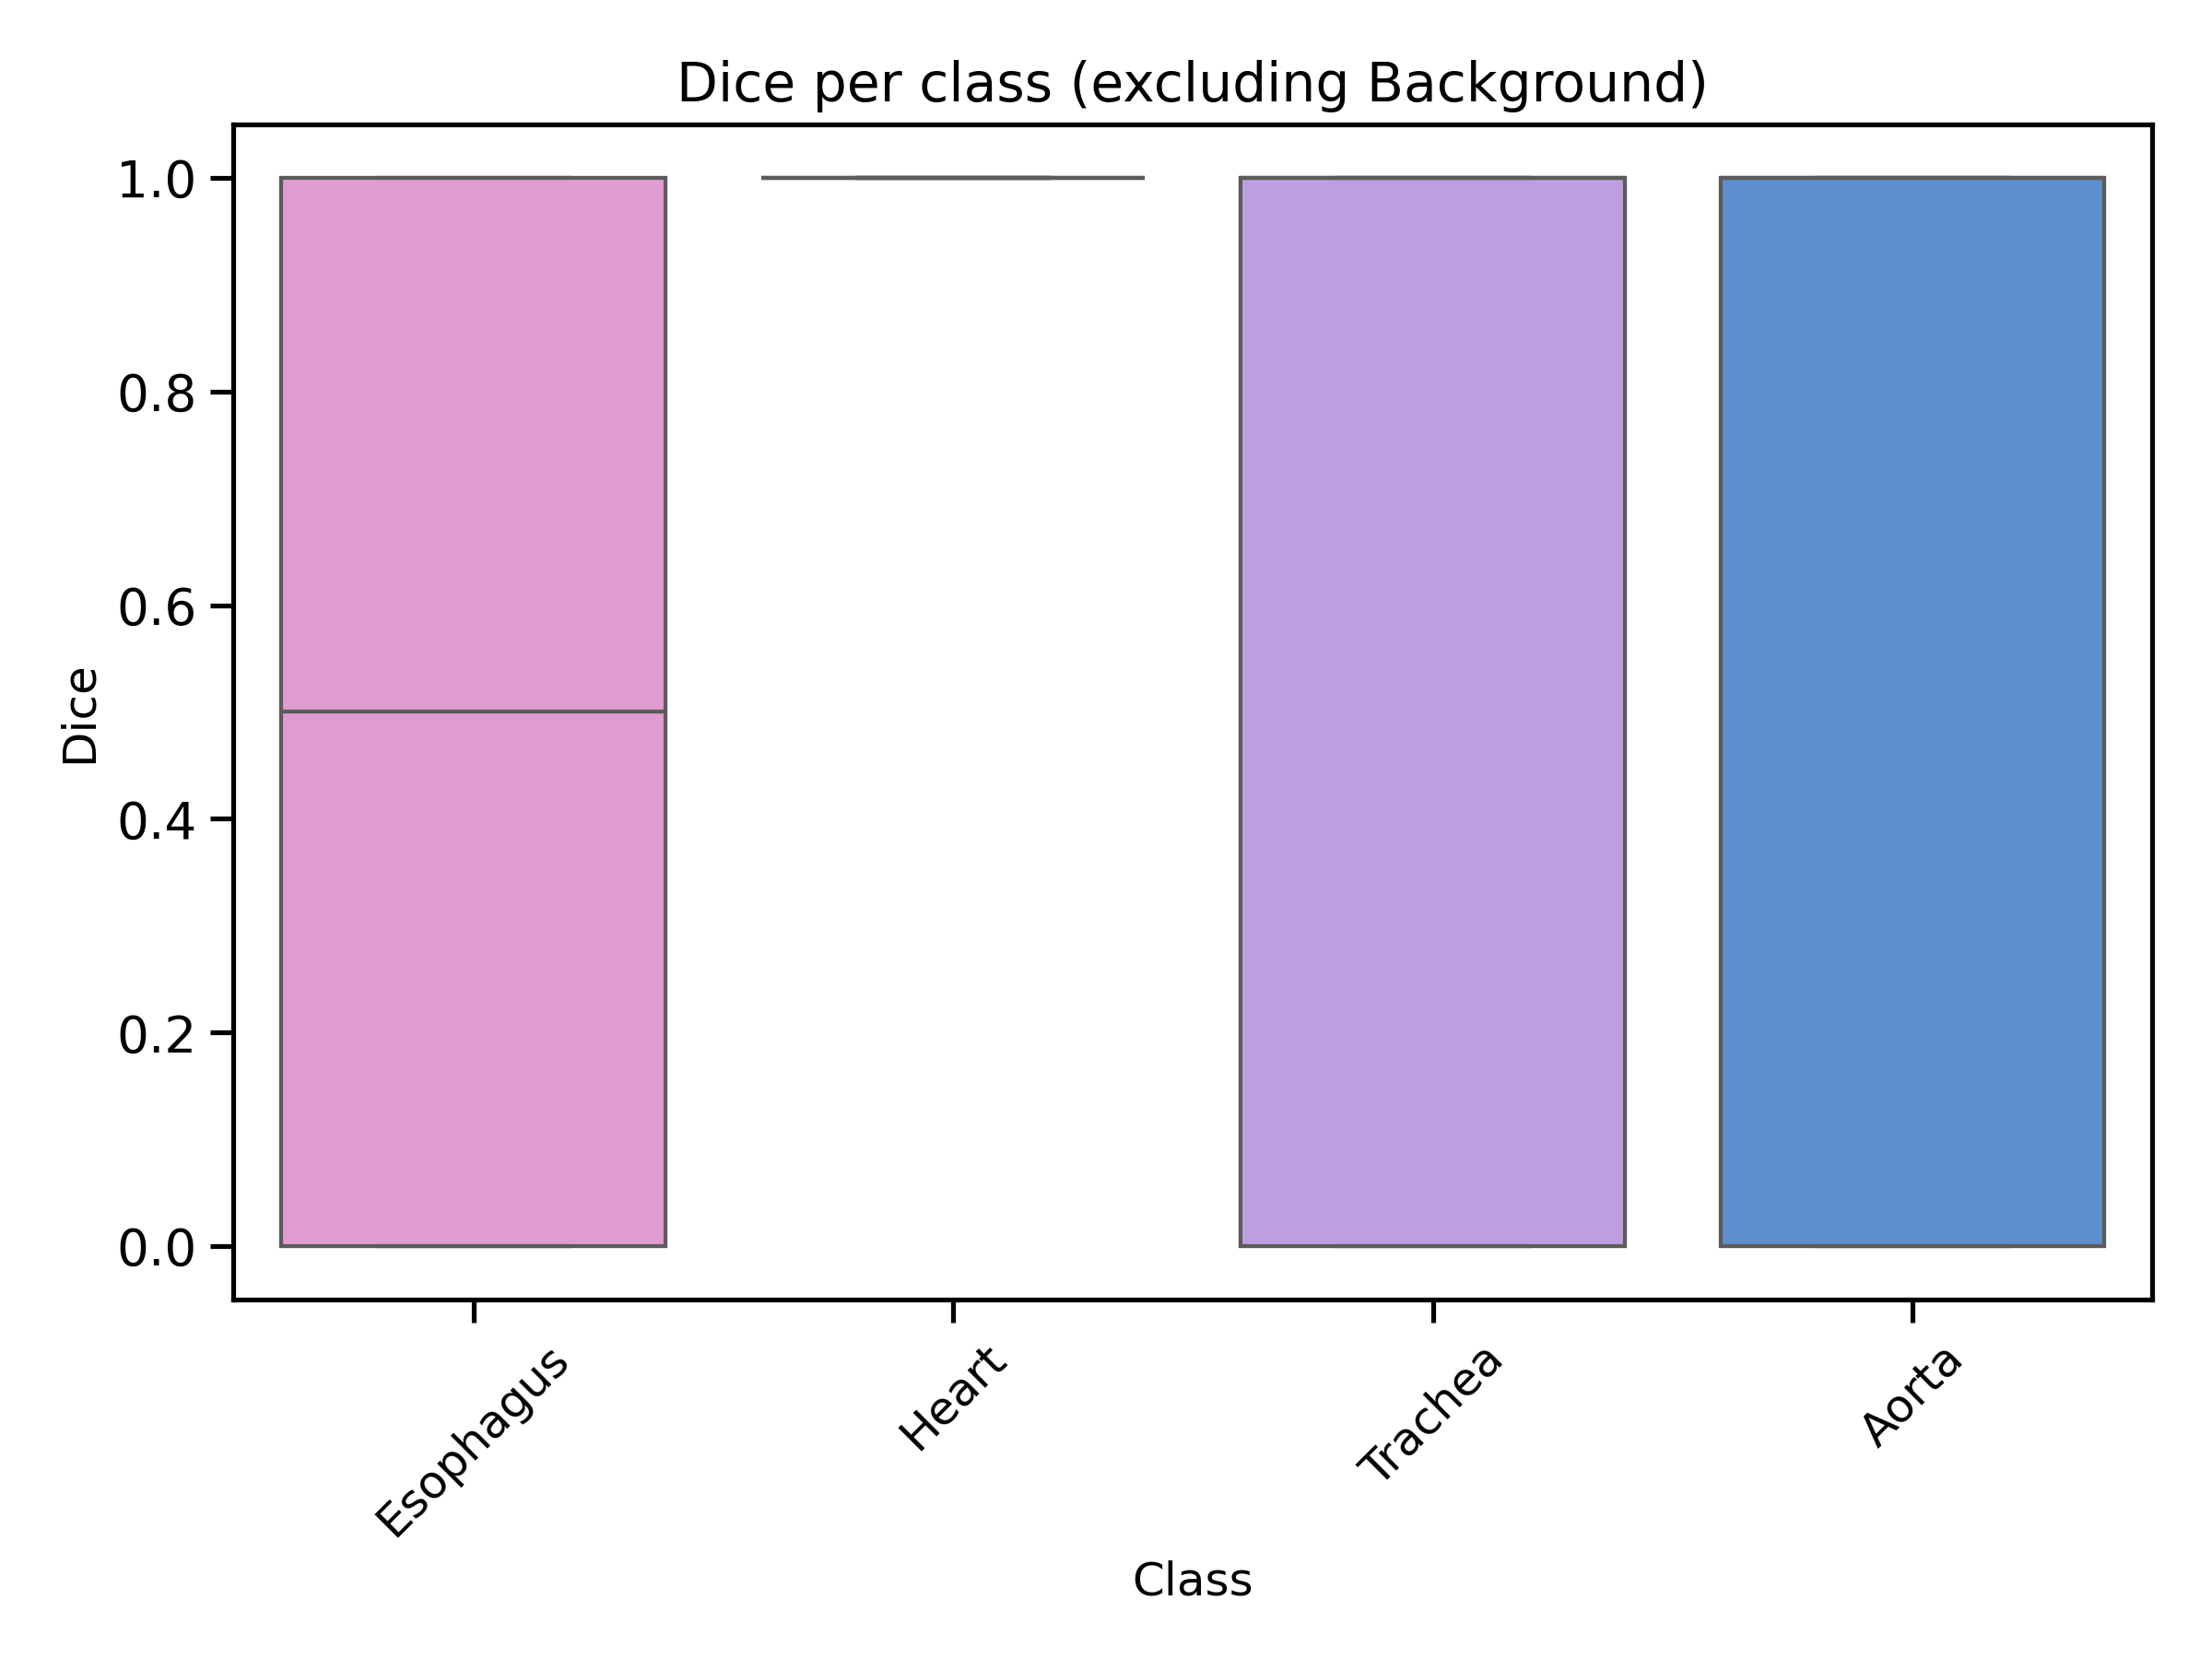 Dice per class (excluding Background)
1.0
0.8
0.6
0.4
0.2
0.0
Dice
Esophagus
Heart
Trachea
Aorta
Class